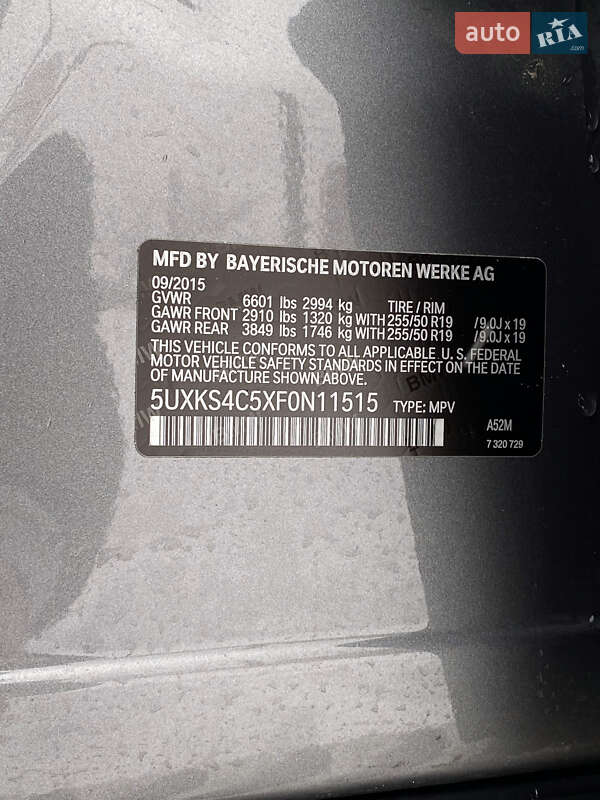 auto RIA .com
MFD BY BAYERISCHE MOTOREN WERKE AG
09/2015
GVWR 6601 lbs 2994 kg TIRE / RIM
GAWR FRONT 2910 lbs 1320 kg WITH 255/50 R19 /9.0J x 19
GAWR REAR 3849 lbs 1746 kg WITH 255/50 R19 /9.0J x 19
THIS VEHICLE CONFORMS TO ALL APPLICABLE U. S. FEDERAL
MOTOR VEHICLE SAFETY STANDARDS IN EFFECT ON THE
DATE OF MANUFACTURE SHOWN ABOVE.
5UXKS4C5XF0N11515 TYPE: MPV
A52M
7 320 729